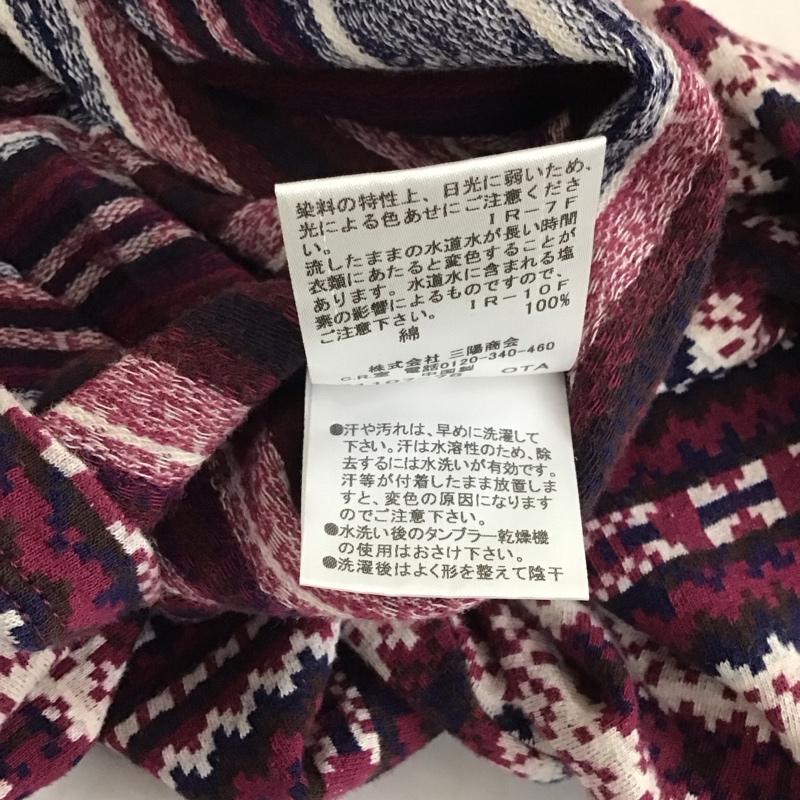 染料の特性上、日光に弱いため、
光による色あせにご注意くださ
い。 IR-7F
流したままの水道水が長い時間
衣類にあたると変色することが
あります。水道水に含まれる塩
素の影響によるものですので、
ご注意下さい。 IR-10F
綿 100%
株式会社 三陽商会
C.R.室 電話0120-340-460
中国製 OTA
●汗や汚れは、早めに洗濯して
下さい。汗は水溶性のため、除
去するには水洗いが有効です。
汗等が付着したまま放置しま
すと、変色の原因になります
のでご注意下さい。
●水洗い後のタンブラー乾燥機
の使用はおさけ下さい。
●洗濯後はよく形を整えて陰干